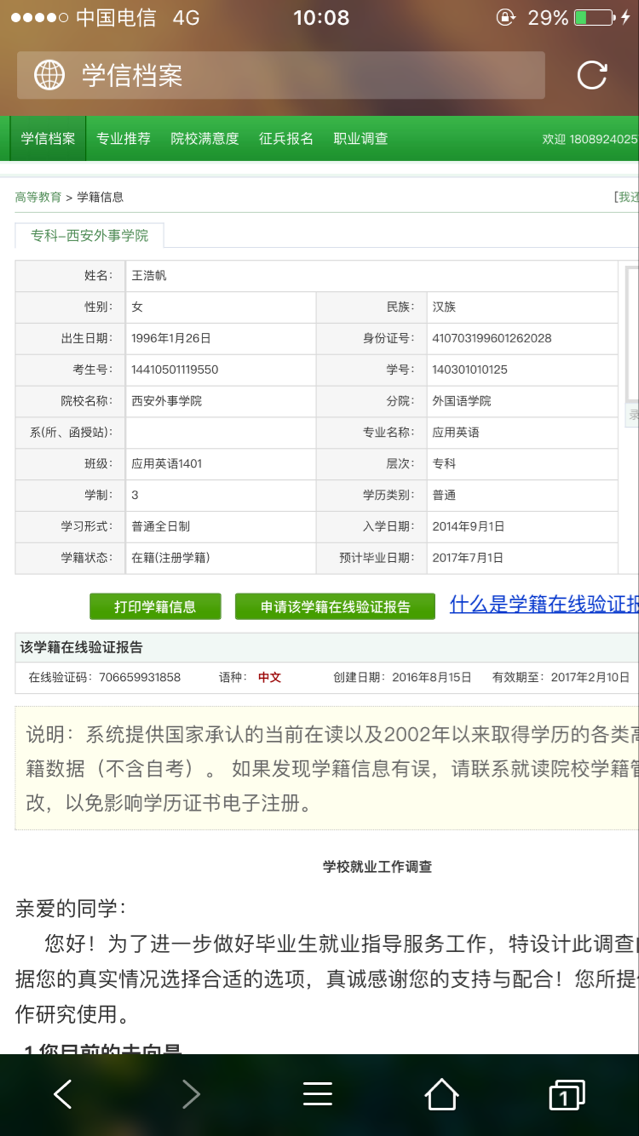 中国电信 4G 10:08 29%
学信档案
学信档案 专业推荐 院校满意度 征兵报名 职业调查 欢迎 1808924025
高等教育 > 学籍信息 [我还
专科-西安外事学院
姓名： 王浩帆
性别： 女 民族： 汉族
出生日期： 1996年1月26日 身份证号： 410703199601262028
考生号： 14410501119550 学号： 140301010125
院校名称： 西安外事学院 分院： 外国语学院
录
系(所、函授站)： 专业名称： 应用英语
班级： 应用英语1401 层次： 专科
学制： 3 学历类别： 普通
学习形式： 普通全日制 入学日期： 2014年9月1日
学籍状态： 在籍(注册学籍) 预计毕业日期： 2017年7月1日
打印学籍信息 申请该学籍在线验证报告 什么是学籍在线验证报
该学籍在线验证报告
在线验证码：706659931858 语种： 中文 创建日期：2016年8月15日 有效期至：2017年2月10日
说明：系统提供国家承认的当前在读以及2002年以来取得学历的各类高
籍数据（不含自考）。 如果发现学籍信息有误，请联系就读院校学籍管
改，以免影响学历证书电子注册。
学校就业工作调查
亲爱的同学：
您好！为了进一步做好毕业生就业指导服务工作，特设计此调查
据您的真实情况选择合适的选项，真诚感谢您的支持与配合！您所提
作研究使用。
1.您目前的去向是
1